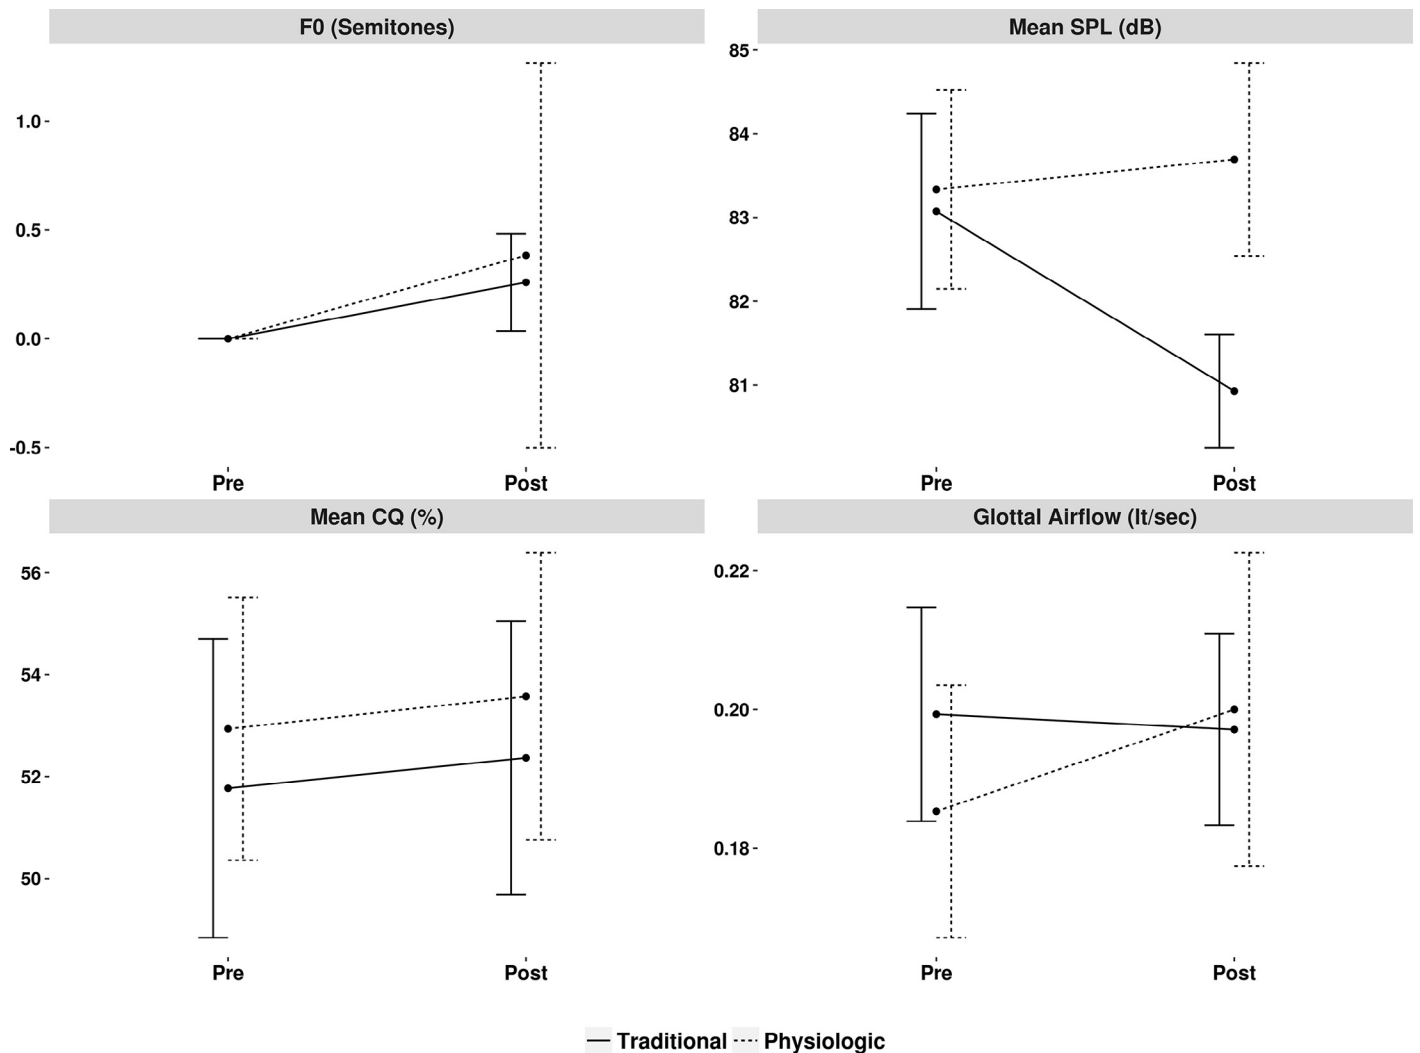 F0 (Semitones)
1.0
0.5
0.0
-0.5
Pre Post
Mean SPL (dB)
85
84
83
82
81
Pre Post
Mean CQ (%)
56
54
52
50
Pre Post
Glottal Airflow (lt/sec)
0.22
0.20
0.18
Pre Post
Traditional Physiologic